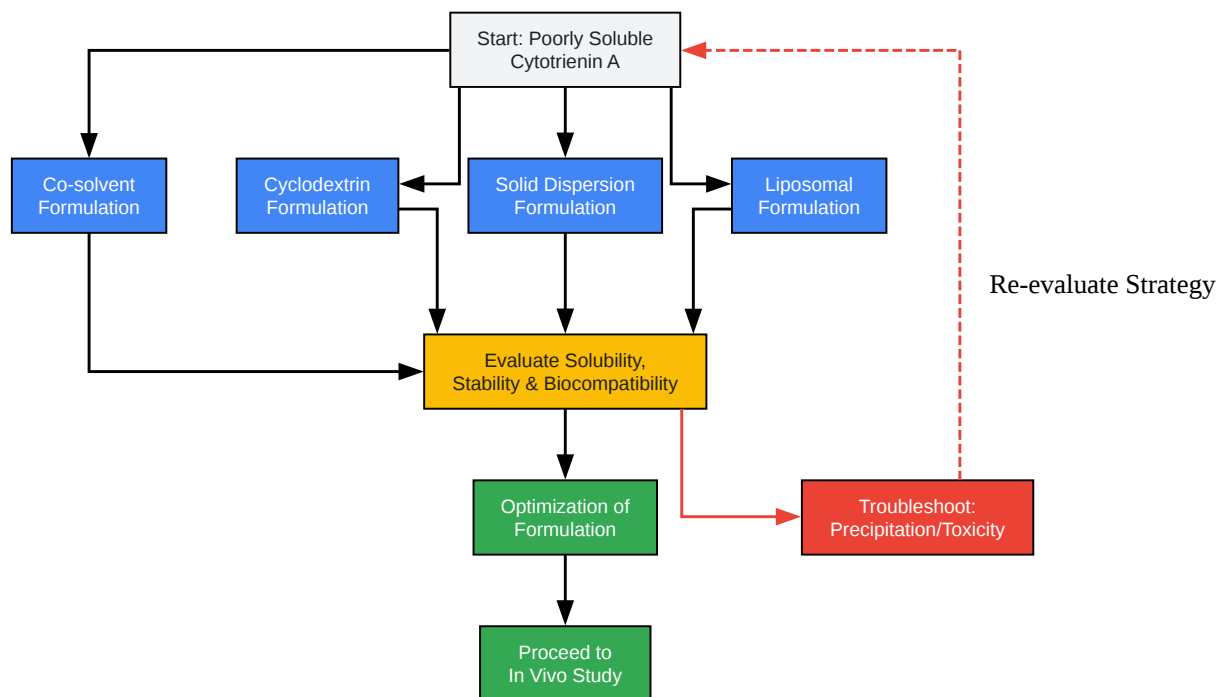 Start: Poorly Soluble
Cytotrienin A
Co-solvent
Formulation
Cyclodextrin
Formulation
Solid Dispersion
Formulation
Liposomal
Formulation
Re-evaluate Strategy
Evaluate Solubility,
Stability & Biocompatibility
Optimization of
Formulation
Troubleshoot:
Precipitation/Toxicity
Proceed to
In Vivo Study